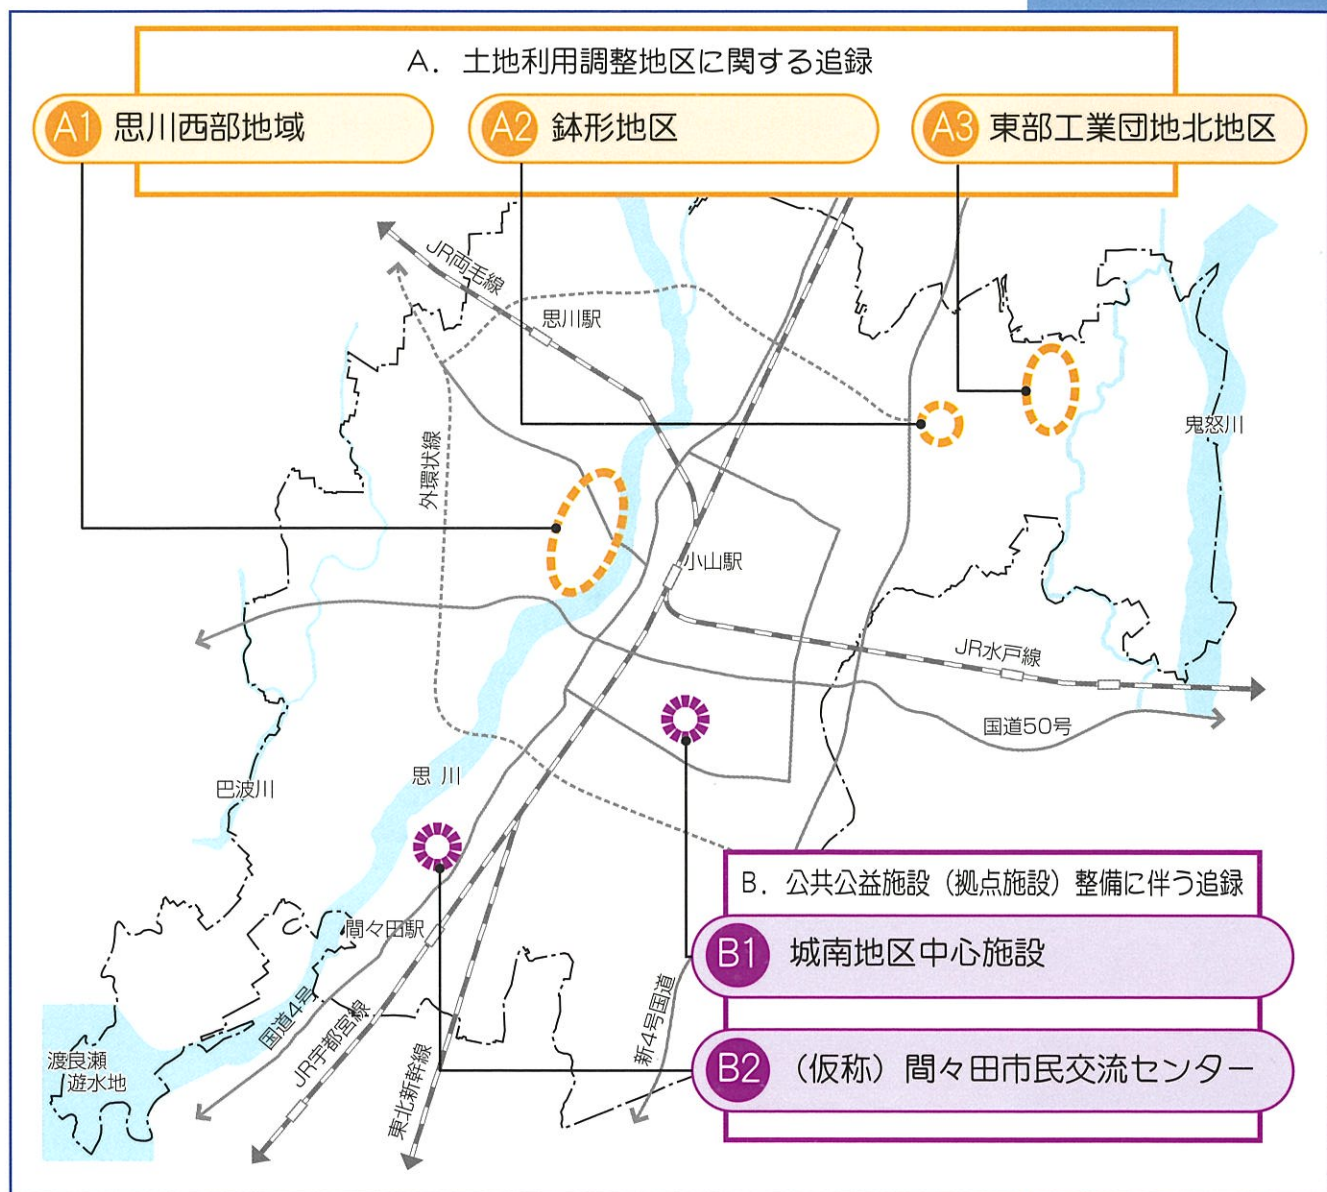 A. 土地利用調整地区に関する追録
A1 思川西部地域
A2 鉢形地区
A3 東部工業団地北地区
JR両毛線
思川駅
外環状線
鬼怒川
小山駅
JR水戸線
国道50号
思 川
巴波川
間々田駅
国道4号
JR宇都宮線
東北新幹線
新4号国道
渡良瀬
遊水地
B. 公共公益施設（拠点施設）整備に伴う追録
B1 城南地区中心施設
B2 （仮称）間々田市民交流センター